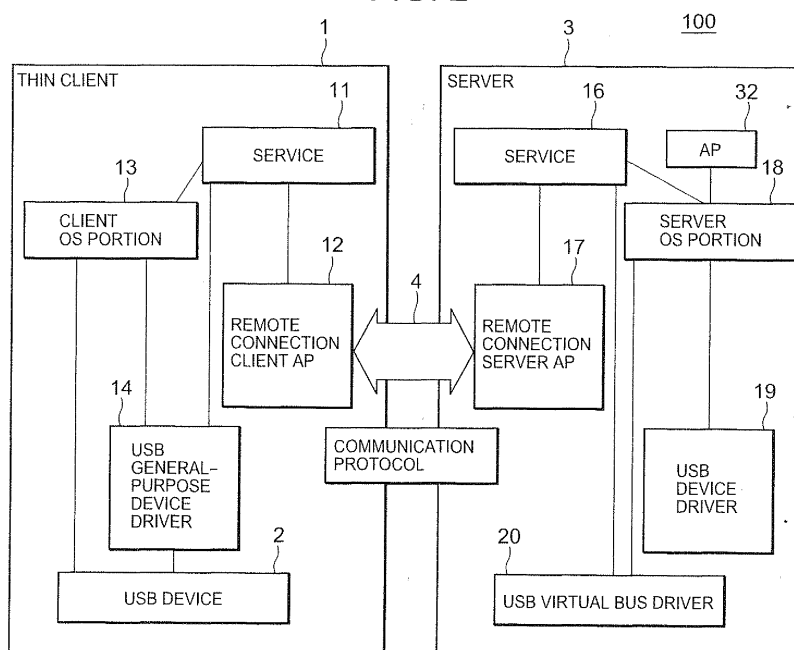 100
1
3
THIN CLIENT
SERVER
11
SERVICE
16
SERVICE
32
AP
13
CLIENT
OS PORTION
18
SERVER
OS PORTION
12
REMOTE
CONNECTION
CLIENT AP
4
17
REMOTE
CONNECTION
SERVER AP
14
USB
GENERAL-
PURPOSE
DEVICE
DRIVER
COMMUNICATION
PROTOCOL
19
USB
DEVICE
DRIVER
2
USB DEVICE
20
USB VIRTUAL BUS DRIVER